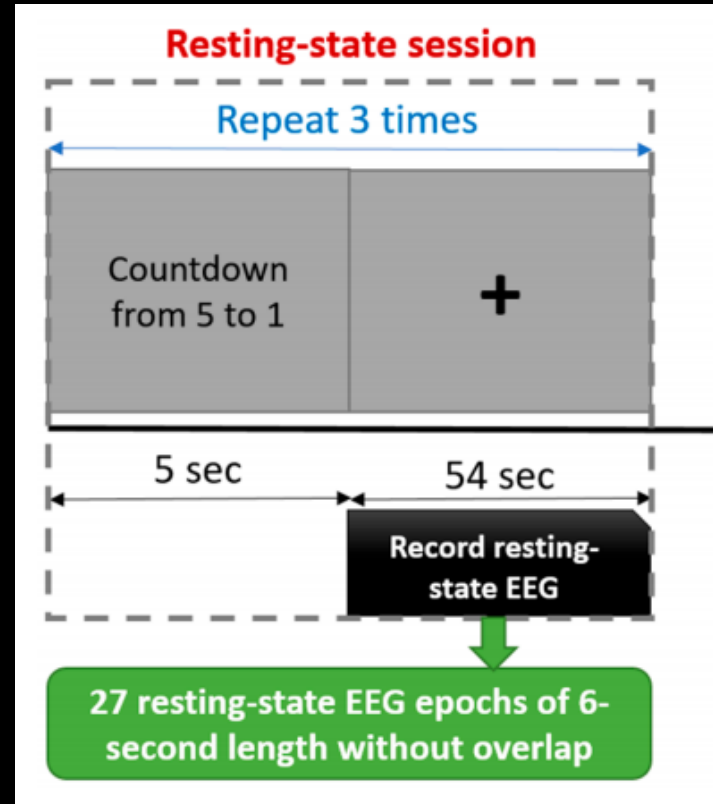 Resting-state session
Repeat 3 times
Countdown
from 5 to 1
+
5 sec
54 sec
Record resting-
state EEG
27 resting-state EEG epochs of 6-
second length without overlap